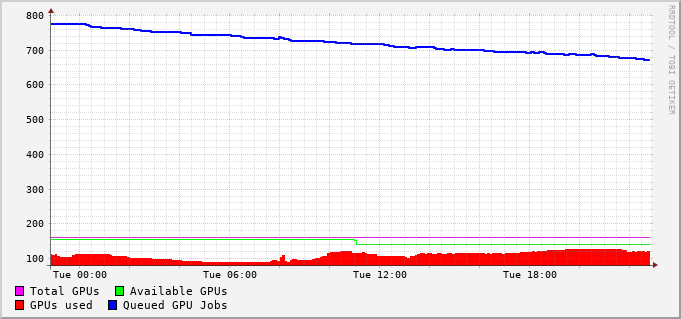 800
700
600
500
400
300
200
100
Tue 00:00 Tue 06:00 Tue 12:00 Tue 18:00
Total GPUs Available GPUs
GPUs used Queued GPU Jobs
RRDTOOL / TOBI OETIKER